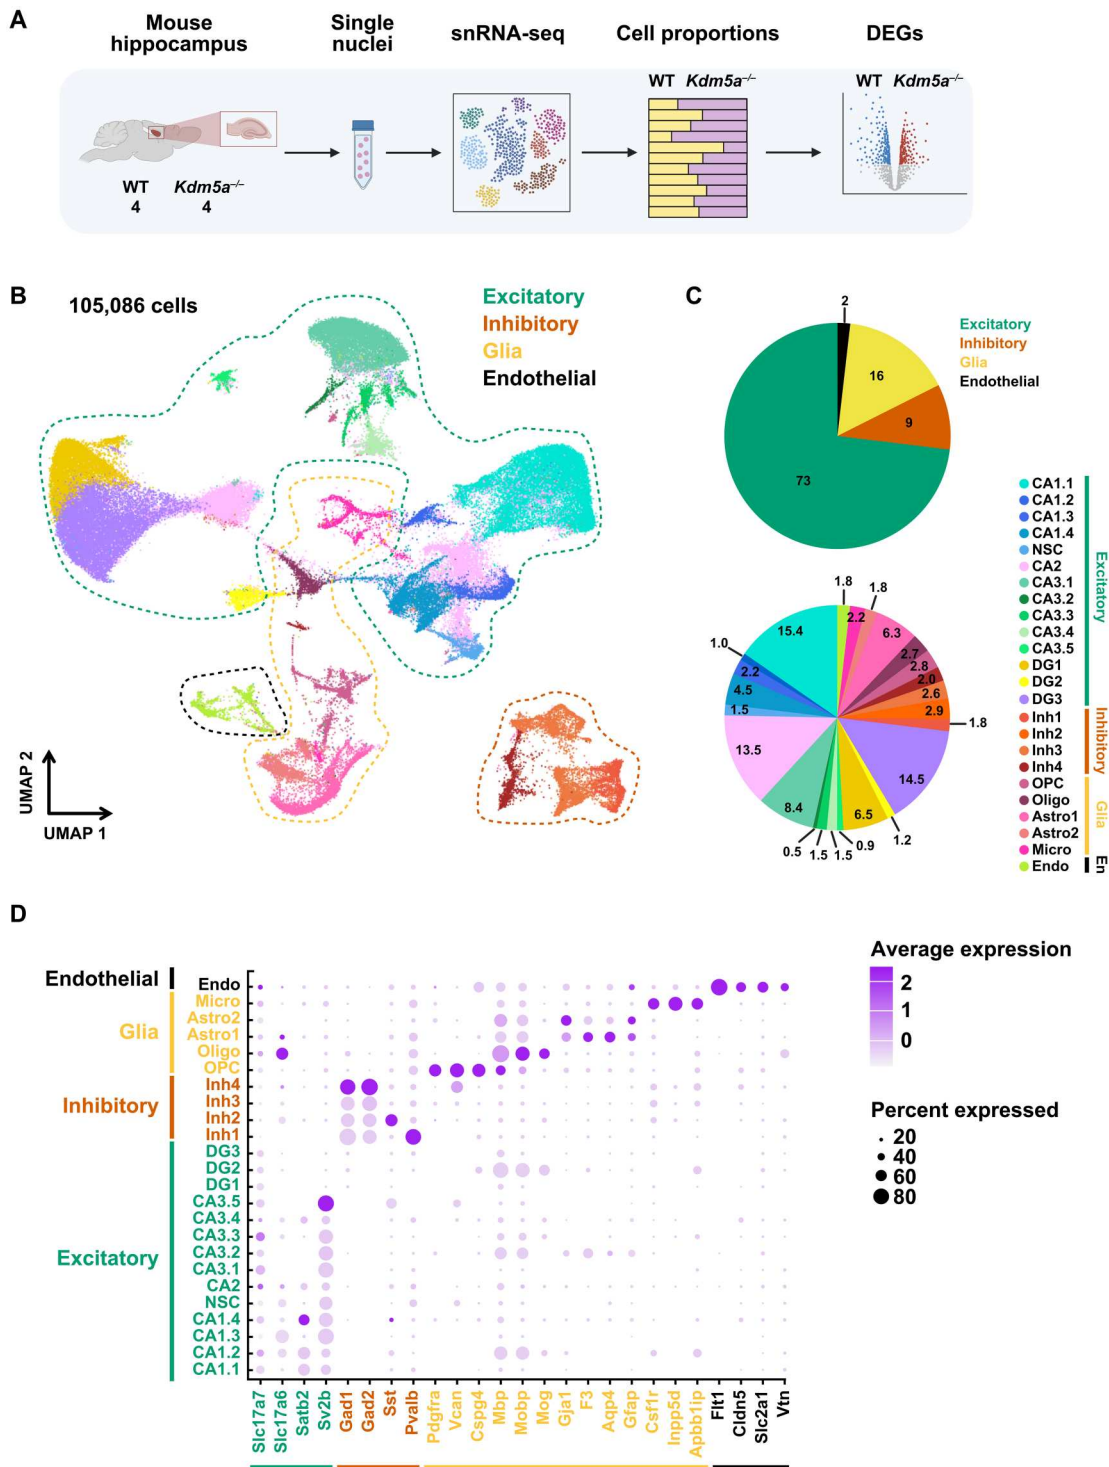 A
Mouse hippocampus
Single nuclei
snRNA-seq
Cell proportions
DEGs
WT Kdm5a–/–
WT Kdm5a–/–
WT Kdm5a–/–
4 4
B
105,086 cells
Excitatory
Inhibitory
Glia
Endothelial
UMAP 2
UMAP 1
C
2
16
9
73
Excitatory
Inhibitory
Glia
Endothelial
1.8
2.2
1.8
6.3
2.7
2.8
2.0
2.6
2.9
1.8
14.5
1.2
6.5
0.9
1.5
1.5
0.5
8.4
13.5
1.5
4.5
2.2
1.0
15.4
CA1.1
CA1.2
CA1.3
CA1.4
NSC
CA2
CA3.1
CA3.2
CA3.3
CA3.4
CA3.5
DG1
DG2
DG3
Inh1
Inh2
Inh3
Inh4
OPC
Oligo
Astro1
Astro2
Micro
Endo
Excitatory
Inhibitory
Glia
En
D
Endothelial
Glia
Inhibitory
Excitatory
Endo
Micro
Astro2
Astro1
Oligo
OPC
Inh4
Inh3
Inh2
Inh1
DG3
DG2
DG1
CA3.5
CA3.4
CA3.3
CA3.2
CA3.1
CA2
NSC
CA1.4
CA1.3
CA1.2
CA1.1
Slc17a7
Slc17a6
Satb2
Sv2b
Gad1
Gad2
Sst
Pvalb
Pdgfra
Vcan
Cspg4
Mbp
Mobp
Mog
Gja1
F3
Aqp4
Gfap
Csf1r
Inpp5d
Apbb1ip
Flt1
Cldn5
Slc2a1
Vtn
Average expression
2
1
0
Percent expressed
20
40
60
80